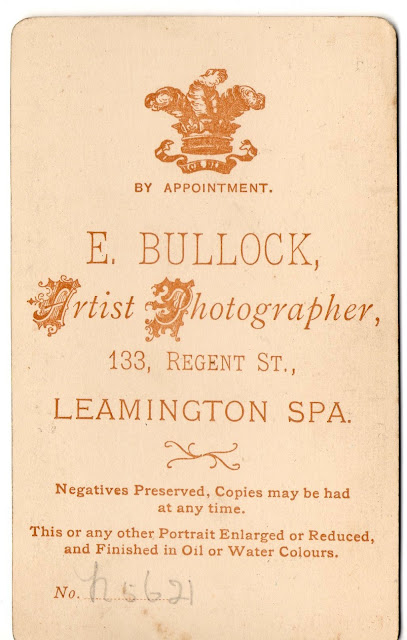 BY APPOINTMENT.
E. BULLOCK,
Artist Photographer,
133, REGENT ST.,
LEAMINGTON SPA.
Negatives Preserved, Copies may be had
at any time.
This or any other Portrait Enlarged or Reduced,
and Finished in Oil or Water Colours.
No. h5621